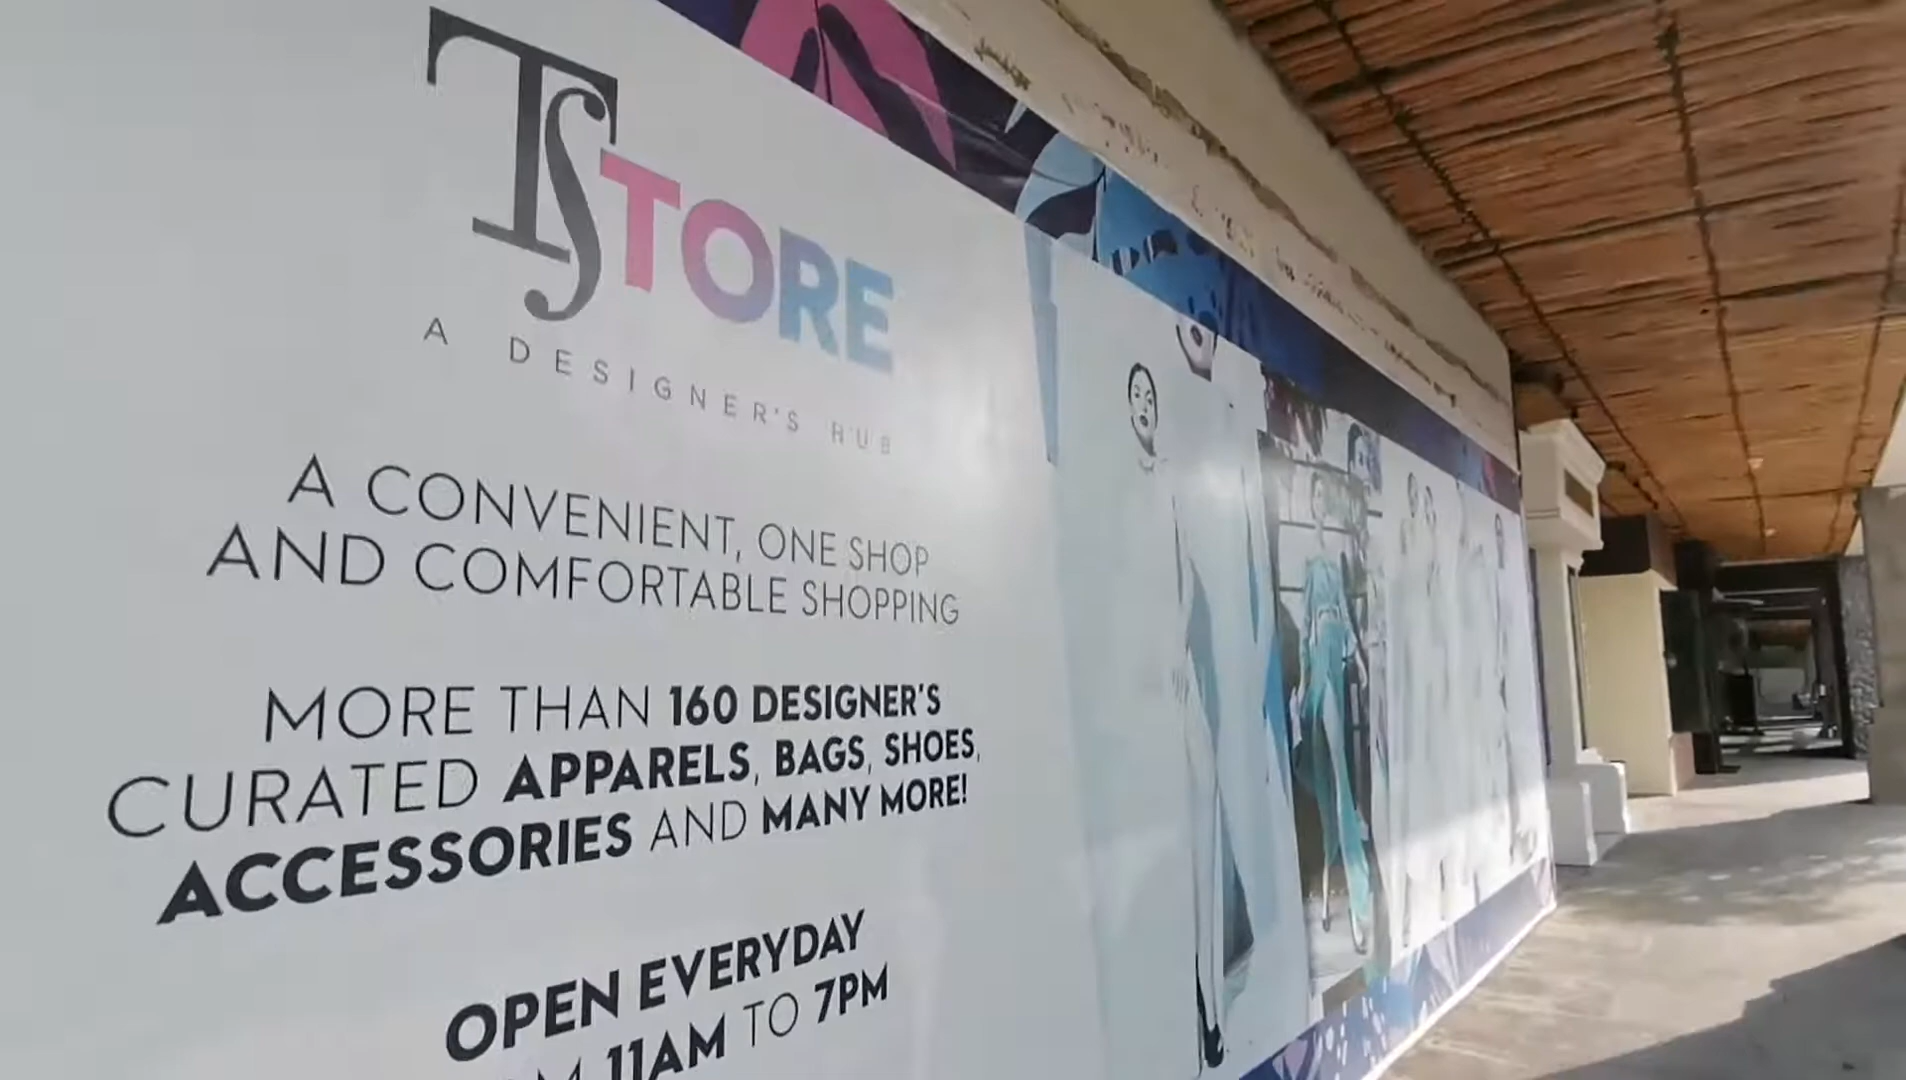 TSTORE
A DESIGNER'S HUB
A CONVENIENT, ONE SHOP
AND COMFORTABLE SHOPPING
MORE THAN 160 DESIGNER'S
CURATED APPARELS, BAGS, SHOES,
ACCESSORIES AND MANY MORE!
OPEN EVERYDAY
11AM TO 7PM